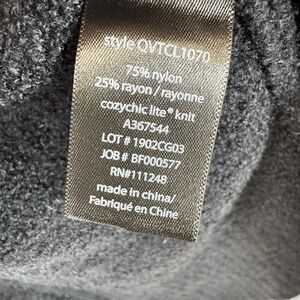 style QVTCL1070
75% nylon
25% rayon / rayonne
cozychic lite® knit
A367544
LOT # 1902CG03
JOB # BF000577
RN#111248
made in china/
Fabriqué en Chine